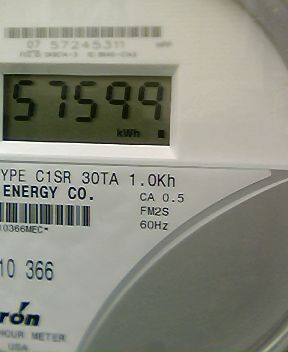 07 57245311
57599
kWh
YPE C1SR 30TA 1.0Kh
ENERGY CO.
CA 0.5
FM2S
60Hz
10366MEC*
10 366
rón
HOUR METER
USA